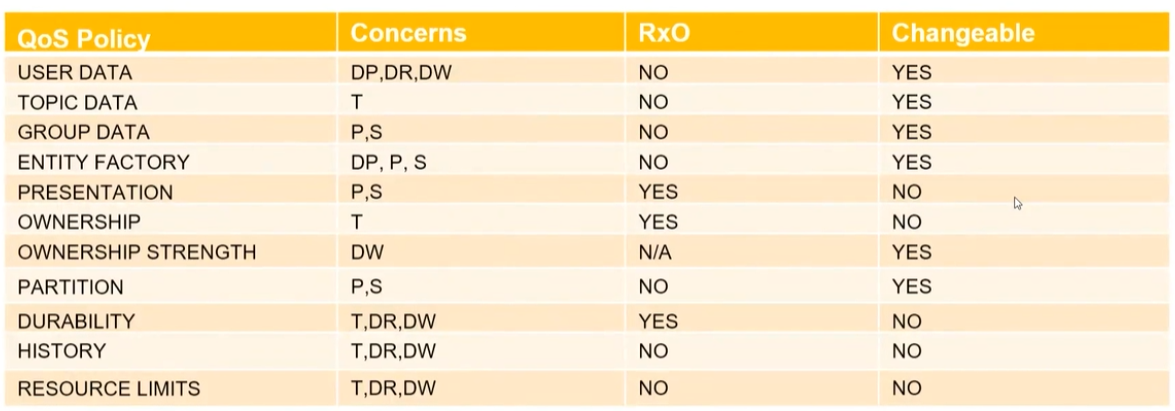 QoS Policy Concerns RxO Changeable
USER DATA DP,DR,DW NO YES
TOPIC DATA T NO YES
GROUP DATA P,S NO YES
ENTITY FACTORY DP, P, S NO YES
PRESENTATION P,S YES NO
OWNERSHIP T YES NO
OWNERSHIP STRENGTH DW N/A YES
PARTITION P,S NO YES
DURABILITY T,DR,DW YES NO
HISTORY T,DR,DW NO NO
RESOURCE LIMITS T,DR,DW NO NO